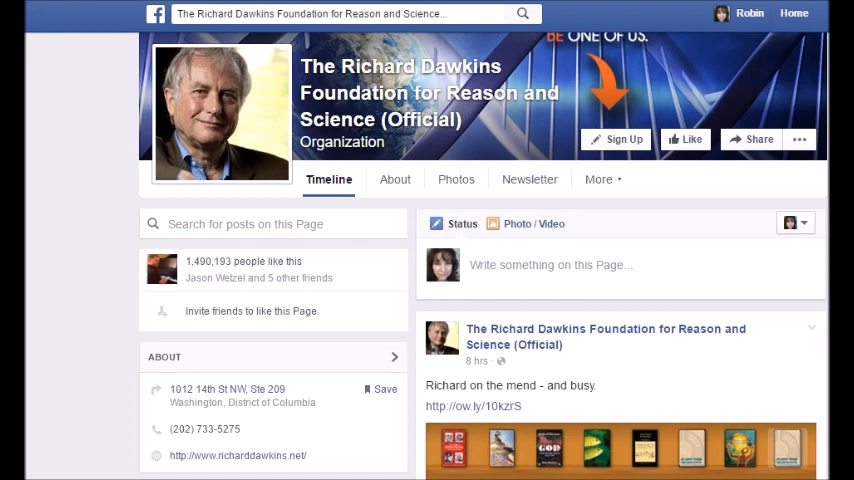 The Richard Dawkins Foundation for Reason and Science...
Robin
Home
BE ONE OF US.
The Richard Dawkins
Foundation for Reason and
Science (Official)
Organization
Sign Up
Like
Share
Timeline
About
Photos
Newsletter
More
Search for posts on this Page
Status
Photo / Video
1,490,193 people like this
Jason Wetzel and 5 other friends
Write something on this Page...
Invite friends to like this Page
ABOUT
1012 14th St NW, Ste 209
Save
Washington, District of Columbia
(202) 733-5275
http://www.richarddawkins.net/
The Richard Dawkins Foundation for Reason and
Science (Official)
8 hrs ·
Richard on the mend - and busy.
http://ow.ly/10kzrS
GOD